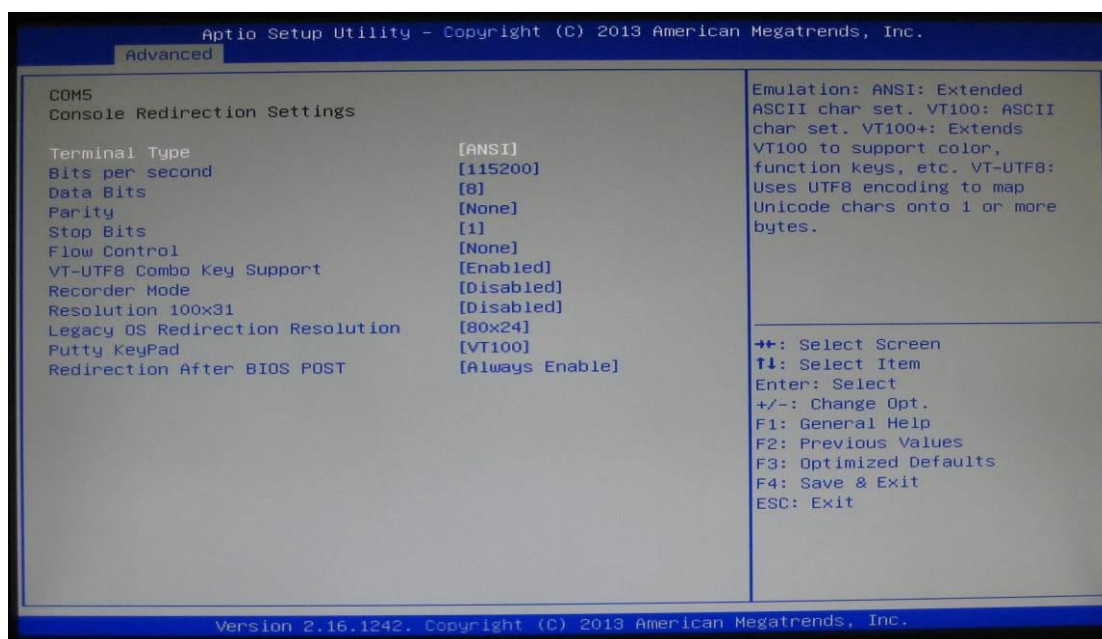 Aptio Setup Utility - Copyright (C) 2013 American Megatrends, Inc.
Advanced
COM5
Console Redirection Settings
Terminal Type [ANSI]
Bits per second [115200]
Data Bits [8]
Parity [None]
Stop Bits [1]
Flow Control [None]
VT-UTF8 Combo Key Support [Enabled]
Recorder Mode [Disabled]
Resolution 100x31 [Disabled]
Legacy OS Redirection Resolution [80x24]
Putty KeyPad [VT100]
Redirection After BIOS POST [Always Enable]
Emulation: ANSI: Extended
ASCII char set. VT100: ASCII
char set. VT100+: Extends
VT100 to support color,
function keys, etc. VT-UTF8:
Uses UTF8 encoding to map
Unicode chars onto 1 or more
bytes.
→←: Select Screen
↑↓: Select Item
Enter: Select
+/-: Change Opt.
F1: General Help
F2: Previous Values
F3: Optimized Defaults
F4: Save & Exit
ESC: Exit
Version 2.16.1242. Copyright (C) 2013 American Megatrends, Inc.